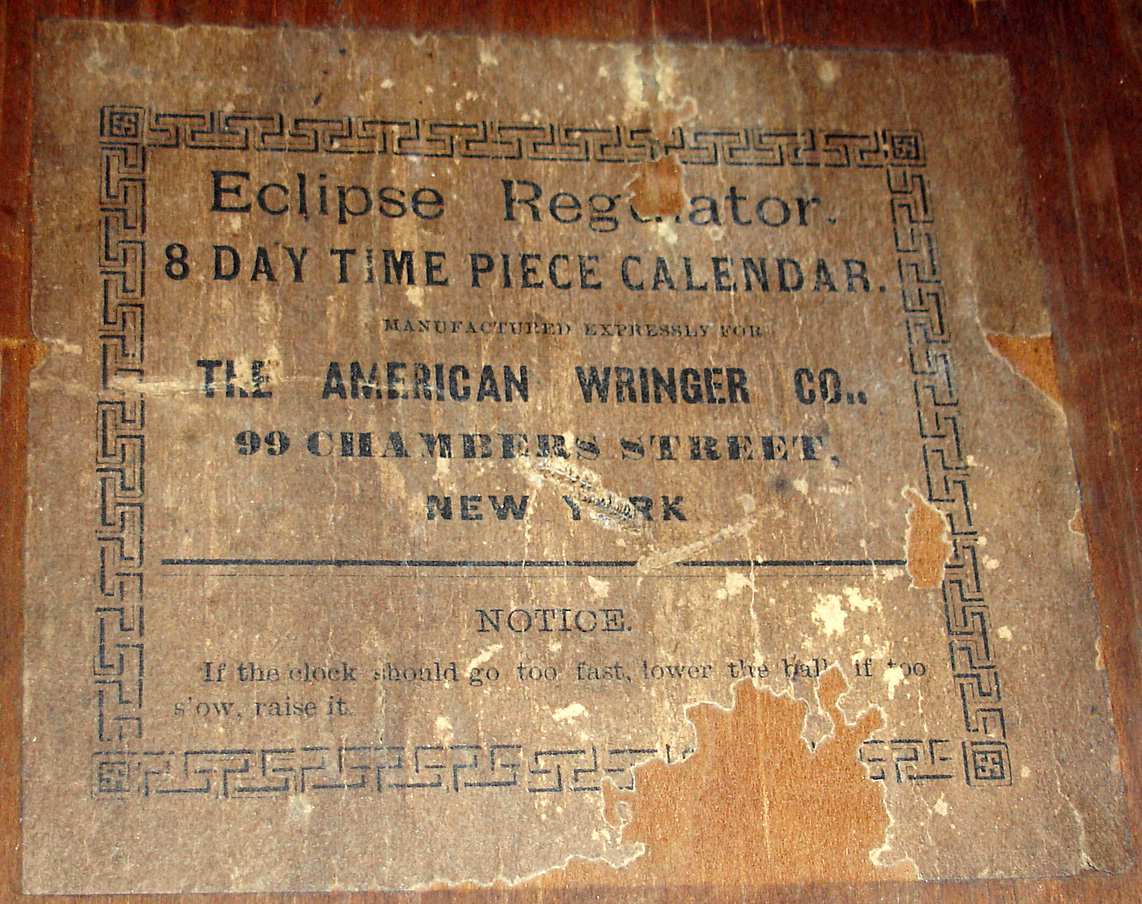 Eclipse Regulator.
8 DAY TIME PIECE CALENDAR.
MANUFACTURED EXPRESSLY FOR
THE AMERICAN WRINGER CO.,
99 CHAMBERS STREET,
NEW YORK
NOTICE.
If the clock should go too fast, lower the ball, if too
slow, raise it.